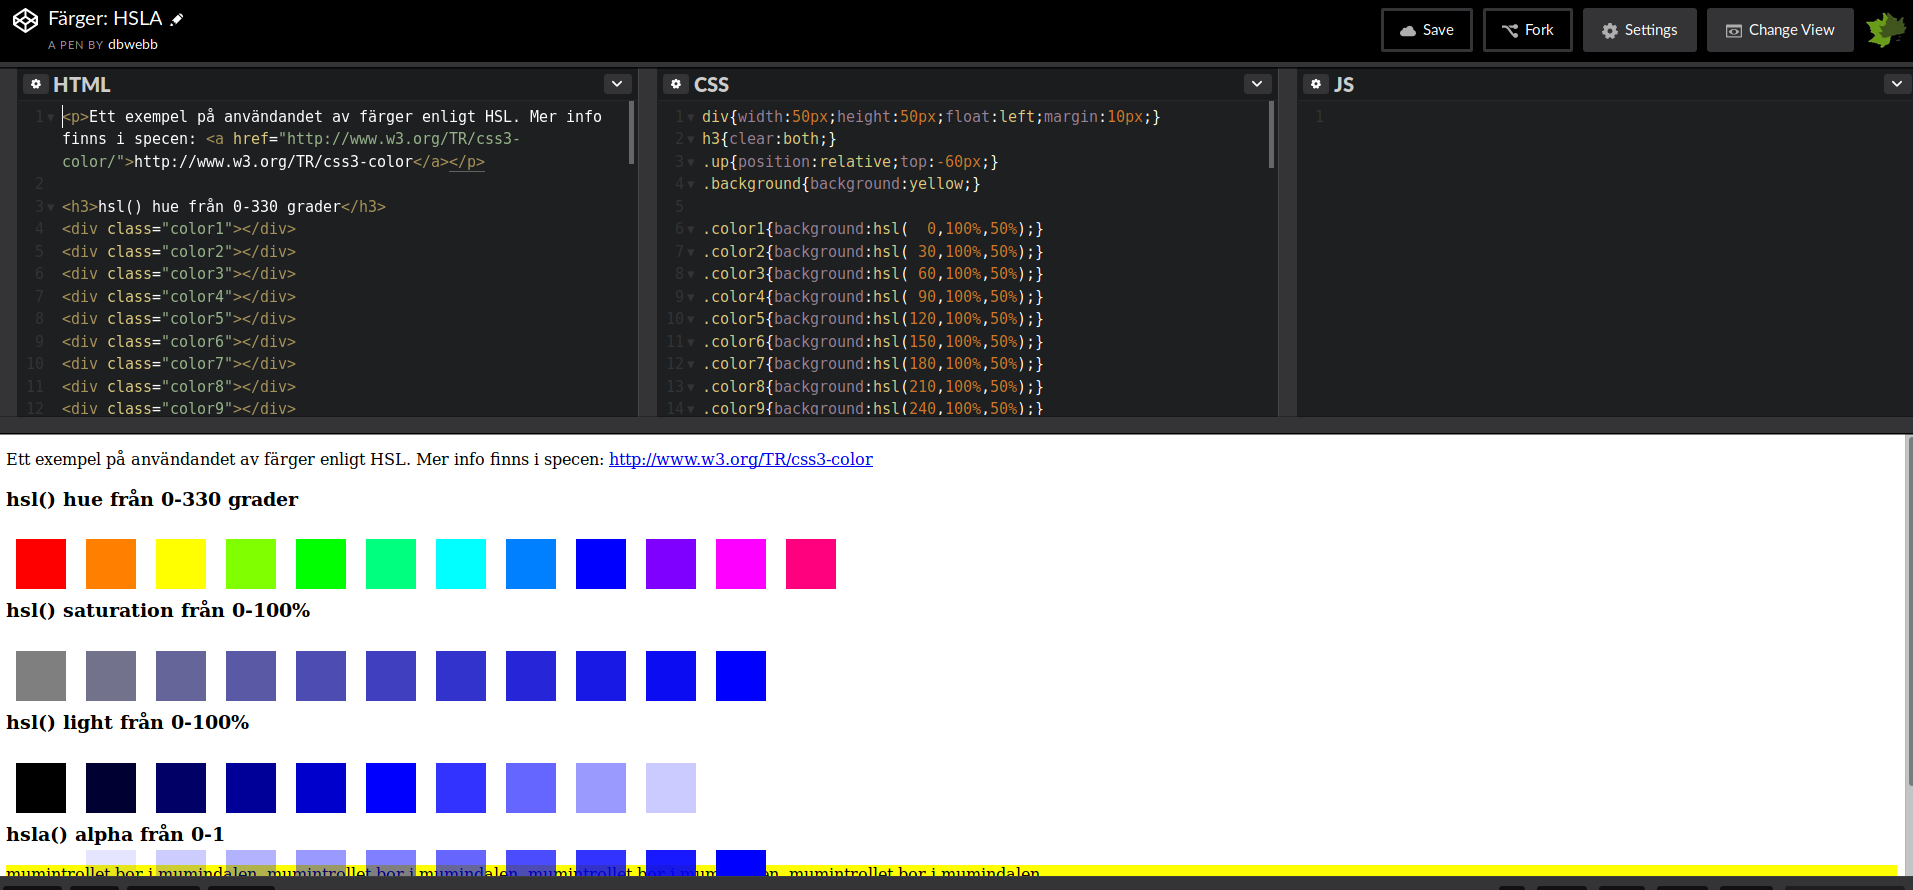 Färger: HSLA
A PEN BY dbwebb
Save
Fork
Settings
Change View
HTML
1 <p>Ett exempel på användandet av färger enligt HSL. Mer info
finns i specen: <a href="http://www.w3.org/TR/css3-
color/">http://www.w3.org/TR/css3-color</a></p>
2
3 <h3>hsl() hue från 0-330 grader</h3>
4 <div class="color1"></div>
5 <div class="color2"></div>
6 <div class="color3"></div>
7 <div class="color4"></div>
8 <div class="color5"></div>
9 <div class="color6"></div>
10 <div class="color7"></div>
11 <div class="color8"></div>
12 <div class="color9"></div>
CSS
1 div{width:50px;height:50px;float:left;margin:10px;}
2 h3{clear:both;}
3 .up{position:relative;top:-60px;}
4 .background{background:yellow;}
5
6 .color1{background:hsl(  0,100%,50%);}
7 .color2{background:hsl( 30,100%,50%);}
8 .color3{background:hsl( 60,100%,50%);}
9 .color4{background:hsl( 90,100%,50%);}
10 .color5{background:hsl(120,100%,50%);}
11 .color6{background:hsl(150,100%,50%);}
12 .color7{background:hsl(180,100%,50%);}
13 .color8{background:hsl(210,100%,50%);}
14 .color9{background:hsl(240,100%,50%);}
JS
1
Ett exempel på användandet av färger enligt HSL. Mer info finns i specen: http://www.w3.org/TR/css3-color
hsl() hue från 0-330 grader
hsl() saturation från 0-100%
hsl() light från 0-100%
hsla() alpha från 0-1
mumintrollet bor i mumindalen, mumintrollet bor i mumindalen, mumintrollet bor i mumindalen, mumintrollet bor i mumindalen